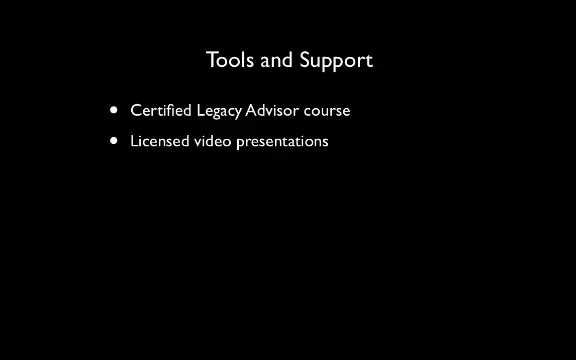 Tools and Support
• Certified Legacy Advisor course
• Licensed video presentations